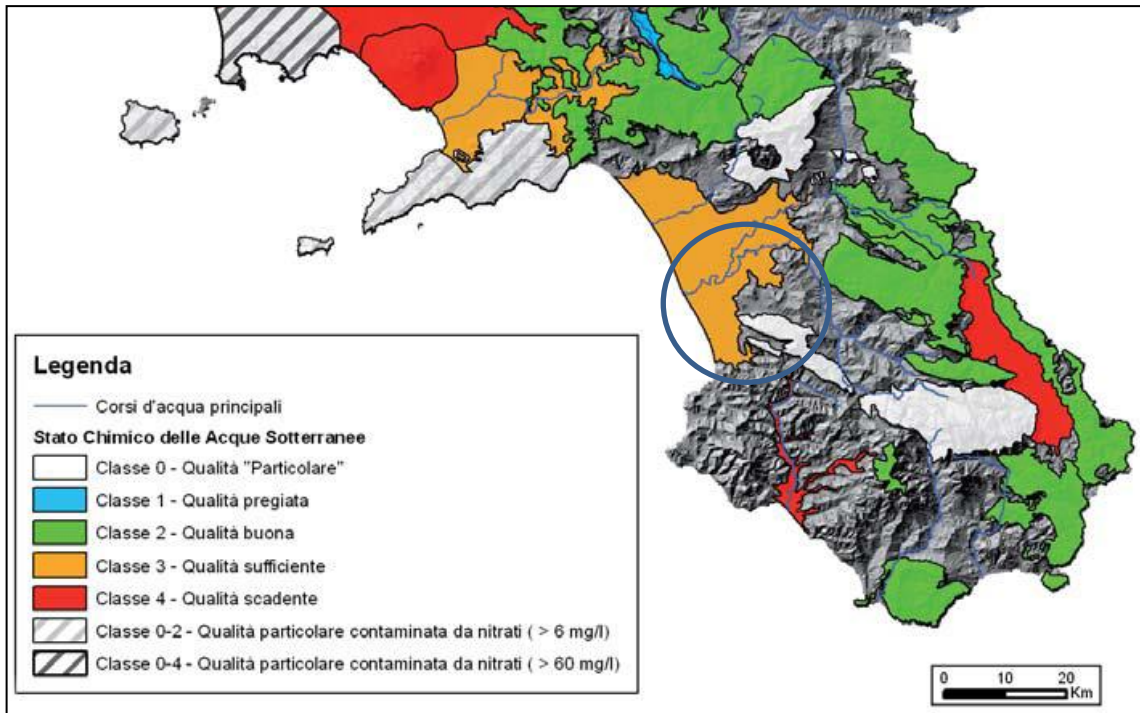 Legenda
Corsi d'acqua principali
Stato Chimico delle Acque Sotterranee
Classe 0 - Qualità "Particolare"
Classe 1 - Qualità pregiata
Classe 2 - Qualità buona
Classe 3 - Qualità sufficiente
Classe 4 - Qualità scadente
Classe 0-2 - Qualità particolare contaminata da nitrati ( > 6 mg/l)
Classe 0-4 - Qualità particolare contaminata da nitrati ( > 60 mg/l)
0 10 20
Km